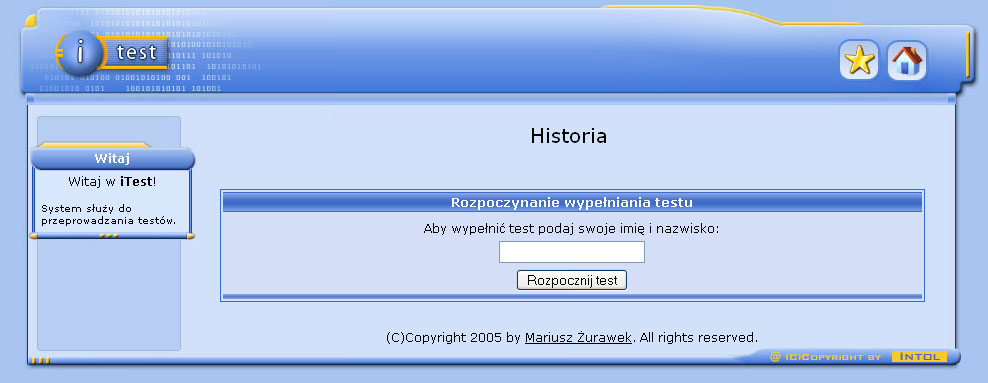 i test
Historia
Witaj
Witaj w iTest!
System służy do
przeprowadzania testów.
Rozpoczynanie wypełniania testu
Aby wypełnić test podaj swoje imię i nazwisko:
Rozpocznij test
(C)Copyright 2005 by Mariusz Żurawek. All rights reserved.
@ (C)Copyright by INTOL